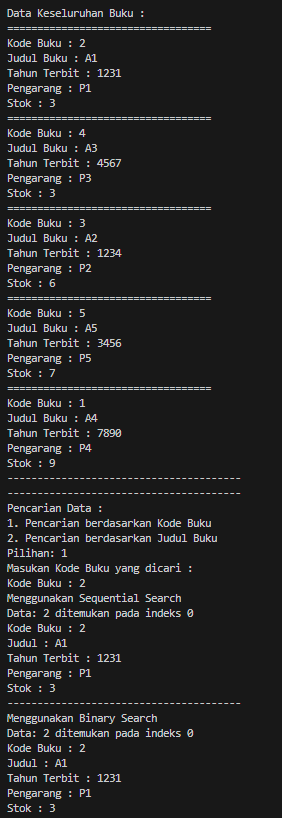 Data Keseluruhan Buku :
==================================
Kode Buku : 2
Judul Buku : A1
Tahun Terbit : 1231
Pengarang : P1
Stok : 3
==================================
Kode Buku : 4
Judul Buku : A3
Tahun Terbit : 4567
Pengarang : P3
Stok : 3
==================================
Kode Buku : 3
Judul Buku : A2
Tahun Terbit : 1234
Pengarang : P2
Stok : 6
==================================
Kode Buku : 5
Judul Buku : A5
Tahun Terbit : 3456
Pengarang : P5
Stok : 7
==================================
Kode Buku : 1
Judul Buku : A4
Tahun Terbit : 7890
Pengarang : P4
Stok : 9
---------------------------------------
---------------------------------------
Pencarian Data :
1. Pencarian berdasarkan Kode Buku
2. Pencarian berdasarkan Judul Buku
Pilihan: 1
Masukan Kode Buku yang dicari :
Kode Buku : 2
Menggunakan Sequential Search
Data: 2 ditemukan pada indeks 0
Kode Buku : 2
Judul : A1
Tahun Terbit : 1231
Pengarang : P1
Stok : 3
---------------------------------------
Menggunakan Binary Search
Data: 2 ditemukan pada indeks 0
Kode Buku : 2
Judul : A1
Tahun Terbit : 1231
Pengarang : P1
Stok : 3